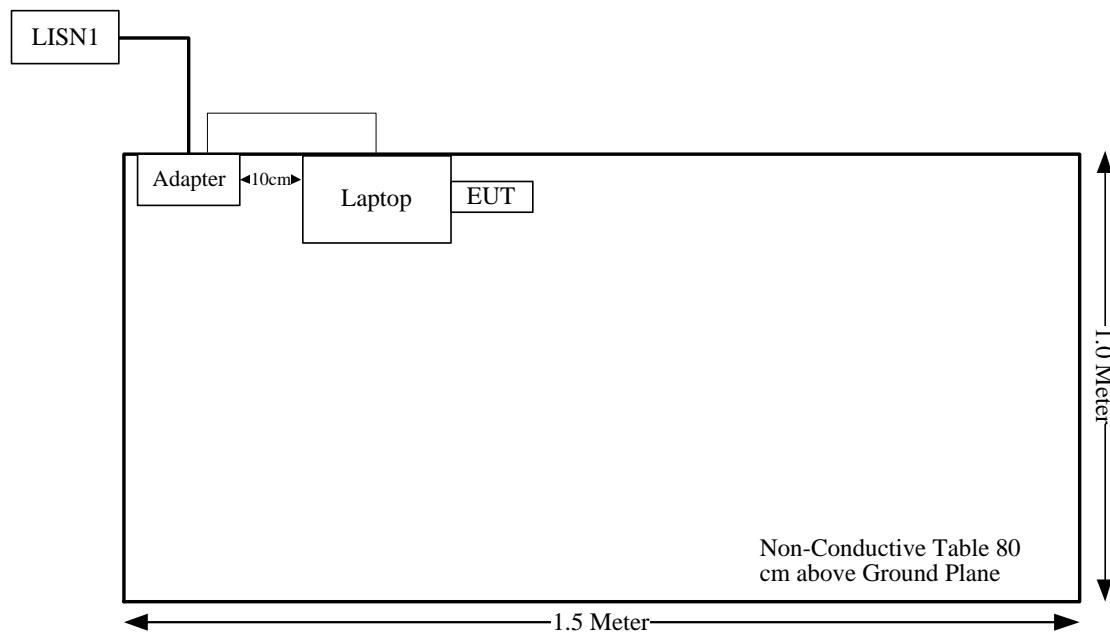 LISN1
Adapter
10cm
Laptop
EUT
1.0 Meter
Non-Conductive Table 80
cm above Ground Plane
1.5 Meter